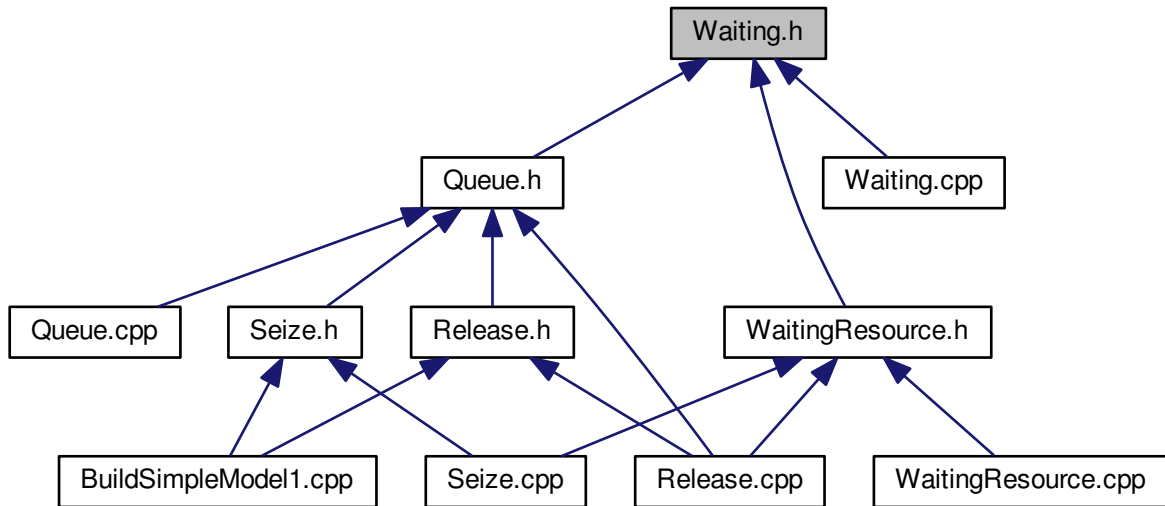 Waiting.h
Queue.h
Waiting.cpp
Queue.cpp
Seize.h
Release.h
WaitingResource.h
BuildSimpleModel1.cpp
Seize.cpp
Release.cpp
WaitingResource.cpp